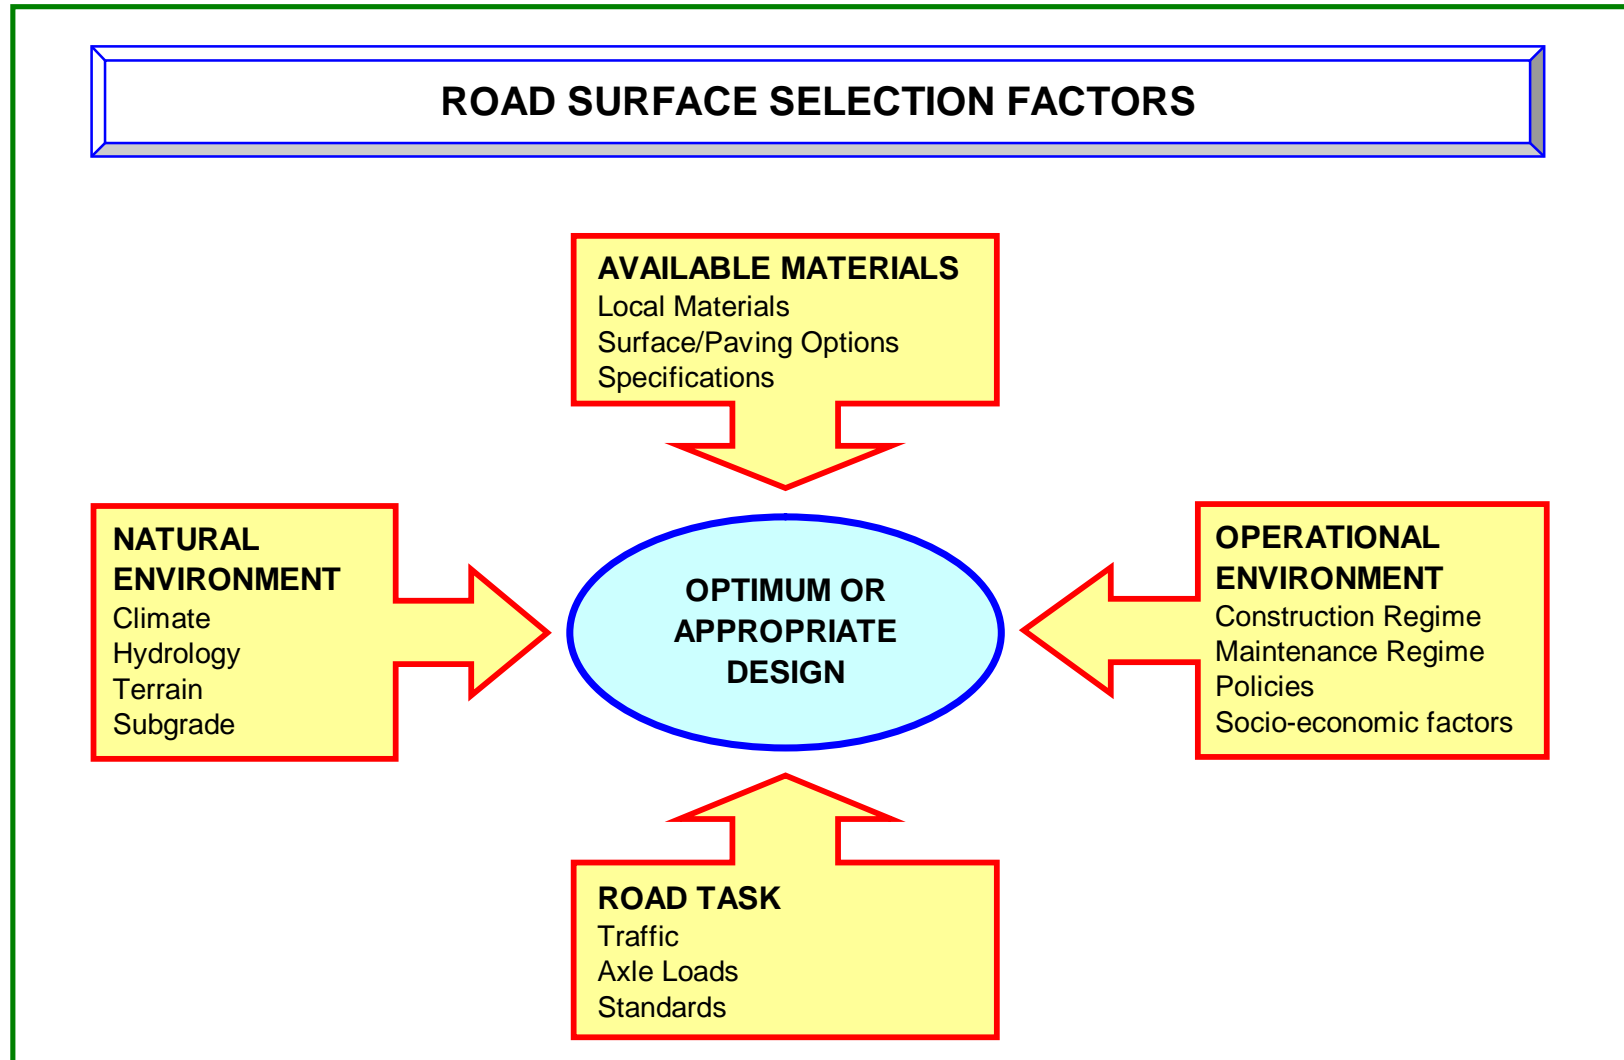 ROAD SURFACE SELECTION FACTORS
AVAILABLE MATERIALS
Local Materials
Surface/Paving Options
Specifications
NATURAL
ENVIRONMENT
Climate
Hydrology
Terrain
Subgrade
OPTIMUM OR
APPROPRIATE
DESIGN
OPERATIONAL
ENVIRONMENT
Construction Regime
Maintenance Regime
Policies
Socio-economic factors
ROAD TASK
Traffic
Axle Loads
Standards